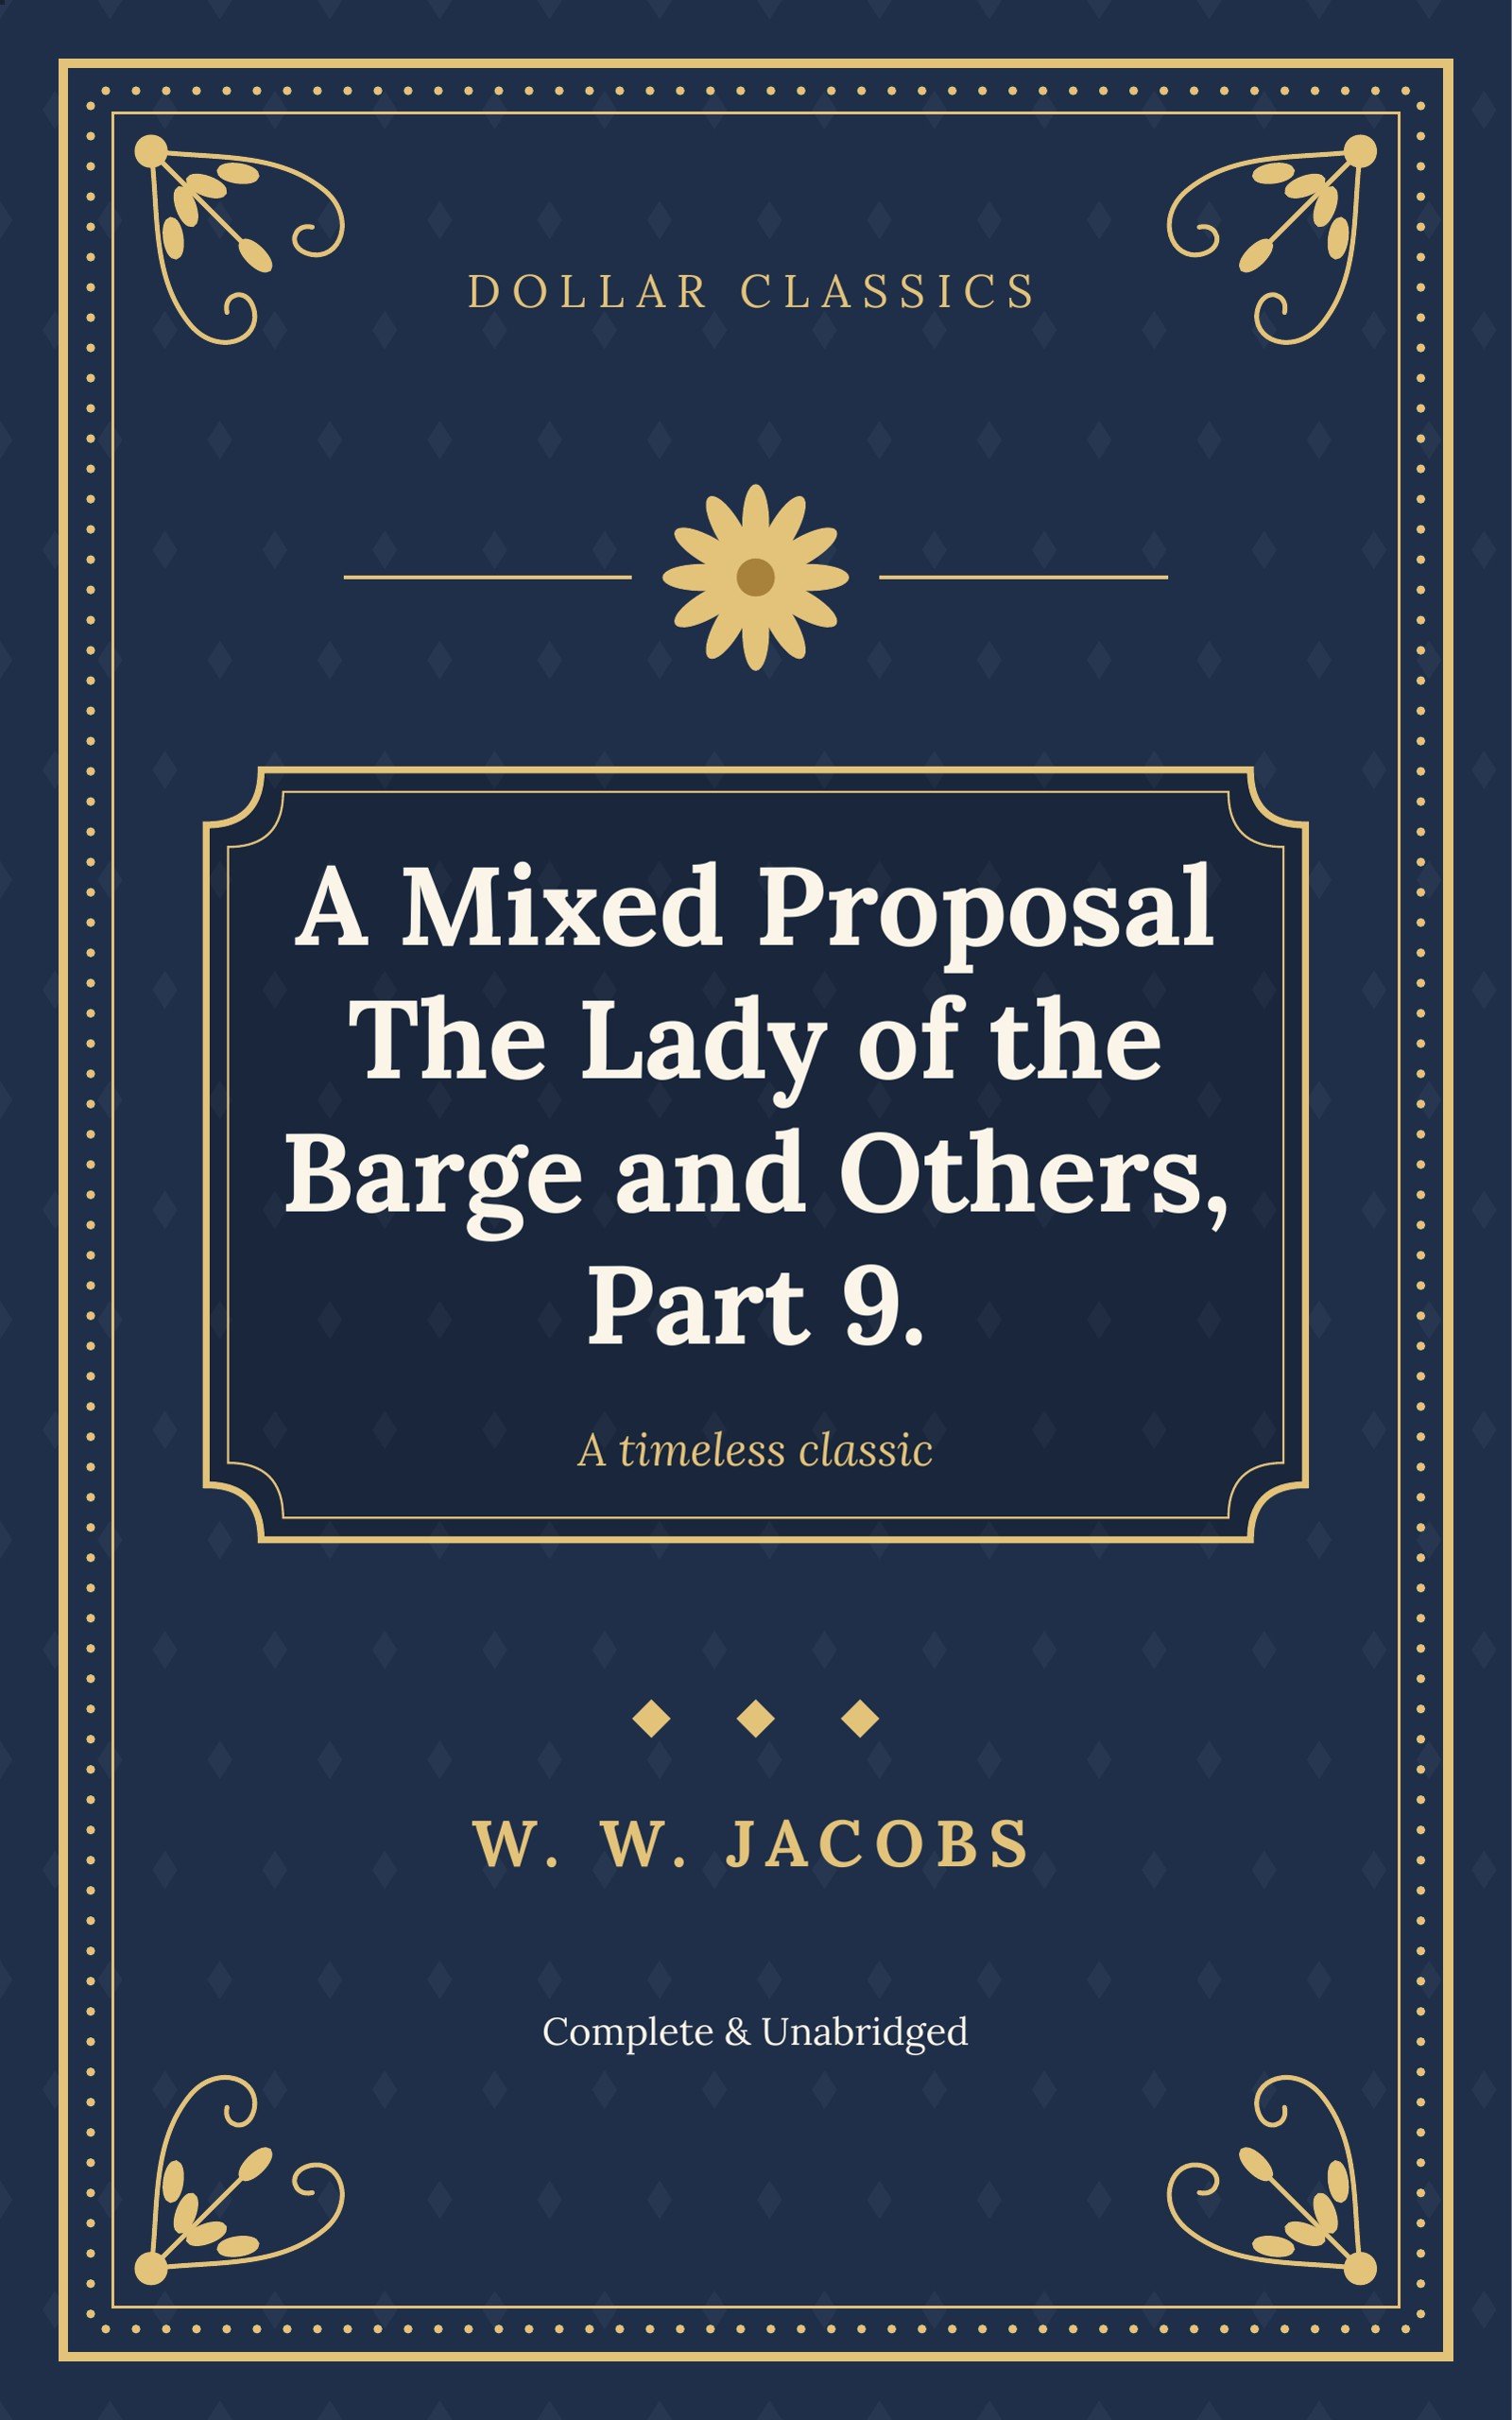 DOLLAR CLASSICS
A Mixed Proposal
The Lady of the
Barge and Others,
Part 9.
A timeless classic
W. W. JACOBS
Complete & Unabridged